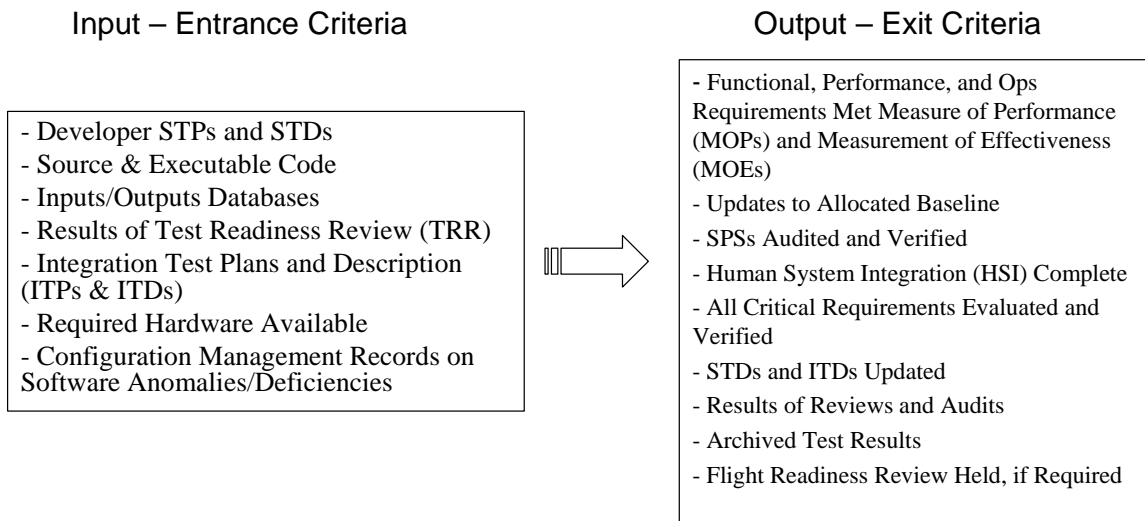 Input – Entrance Criteria
- Developer STPs and STDs
- Source & Executable Code
- Inputs/Outputs Databases
- Results of Test Readiness Review (TRR)
- Integration Test Plans and Description
(ITPs & ITDs)
- Required Hardware Available
- Configuration Management Records on
Software Anomalies/Deficiencies
Output – Exit Criteria
- Functional, Performance, and Ops
Requirements Met Measure of Performance
(MOPs) and Measurement of Effectiveness
(MOEs)
- Updates to Allocated Baseline
- SPSs Audited and Verified
- Human System Integration (HSI) Complete
- All Critical Requirements Evaluated and
Verified
- STDs and ITDs Updated
- Results of Reviews and Audits
- Archived Test Results
- Flight Readiness Review Held, if Required